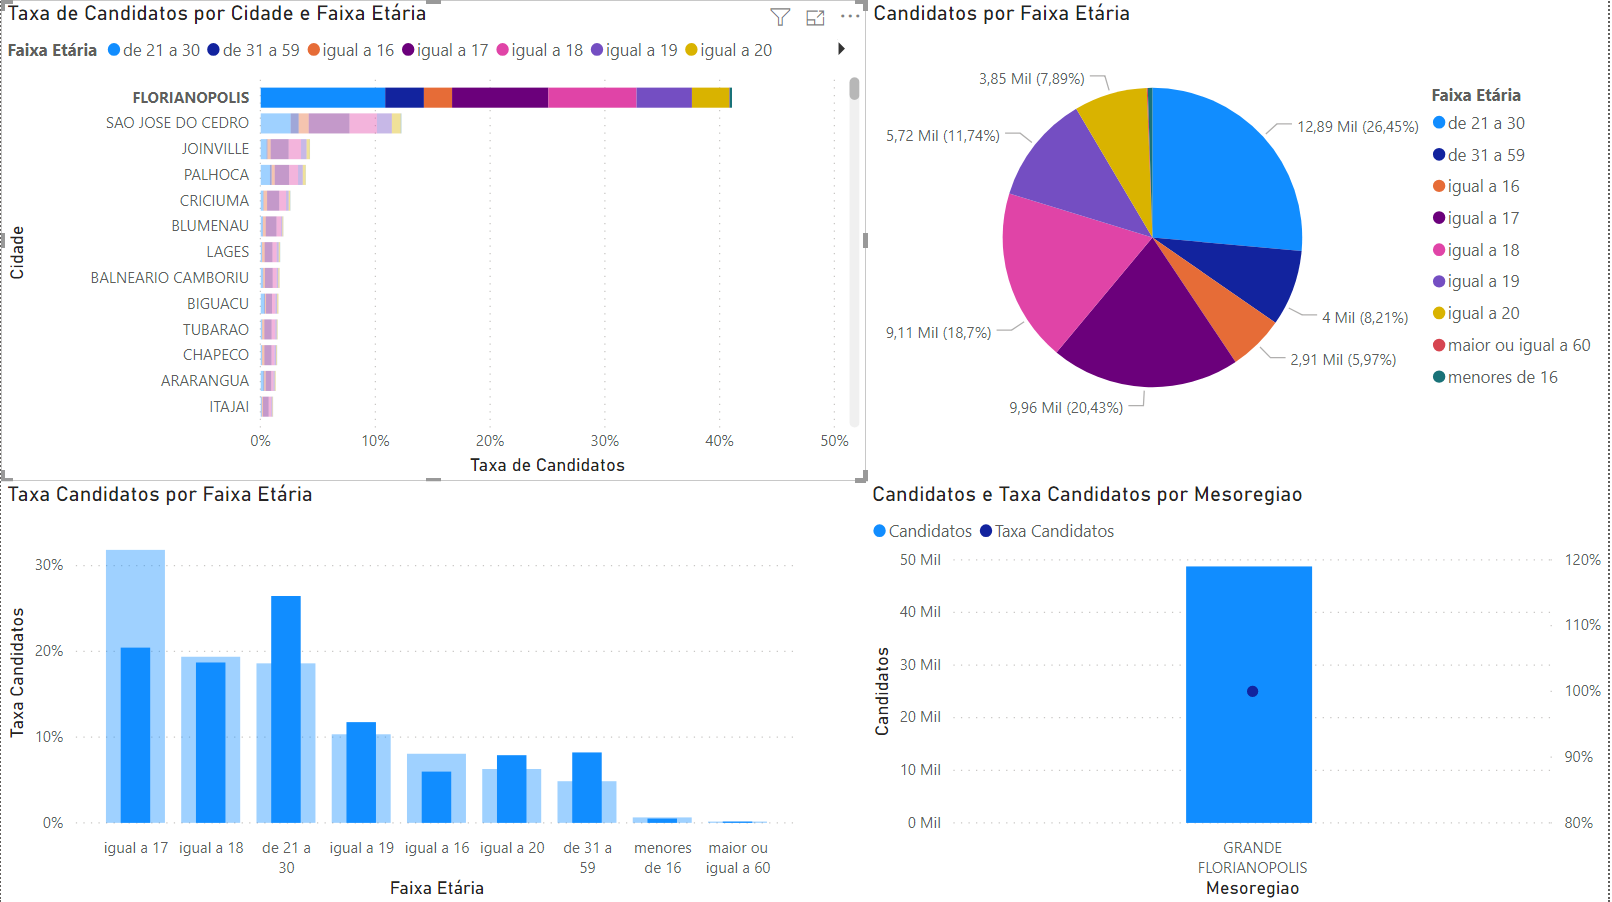 Taxa de Candidatos por Cidade e Faixa Etária
Faixa Etária de 21 a 30 de 31 a 59 igual a 16 igual a 17 igual a 18 igual a 19 igual a 20
Cidade
FLORIANOPOLIS
SAO JOSE DO CEDRO
JOINVILLE
PALHOCA
CRICIUMA
BLUMENAU
LAGES
BALNEARIO CAMBORIU
BIGUACU
TUBARAO
CHAPECO
ARARANGUA
ITAJAI
0% 10% 20% 30% 40% 50%
Taxa de Candidatos
Candidatos por Faixa Etária
3,85 Mil (7,89%)
12,89 Mil (26,45%)
5,72 Mil (11,74%)
4 Mil (8,21%)
9,11 Mil (18,7%)
2,91 Mil (5,97%)
9,96 Mil (20,43%)
Faixa Etária
de 21 a 30
de 31 a 59
igual a 16
igual a 17
igual a 18
igual a 19
igual a 20
maior ou igual a 60
menores de 16
Taxa Candidatos por Faixa Etária
Taxa Candidatos
30%
20%
10%
0%
igual a 17 igual a 18 de 21 a igual a 19 igual a 16 igual a 20 de 31 a menores maior ou
30 59 de 16 igual a 60
Faixa Etária
Candidatos e Taxa Candidatos por Mesoregiao
Candidatos Taxa Candidatos
Candidatos
50 Mil 120%
40 Mil 110%
30 Mil 100%
20 Mil 90%
10 Mil
0 Mil 80%
GRANDE
FLORIANOPOLIS
Mesoregiao